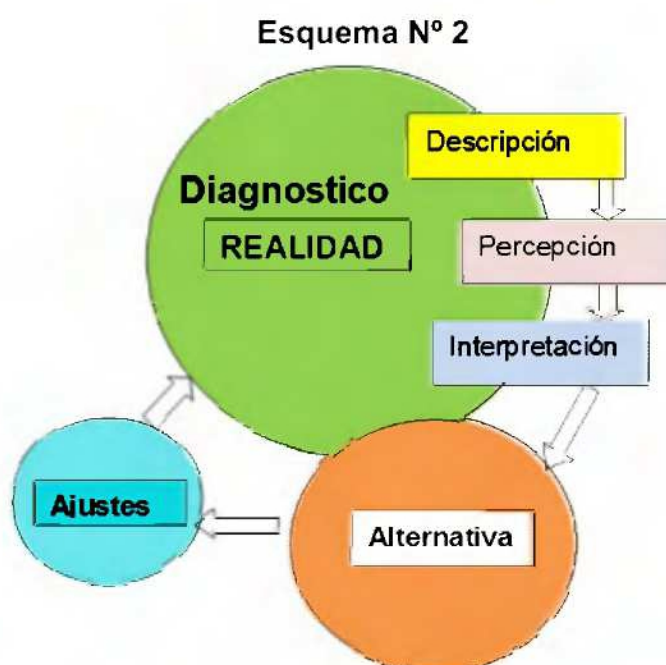 Esquema Nº 2
Descripción
Diagnostico
REALIDAD
Percepción
Interpretación
Ajustes
Alternativa